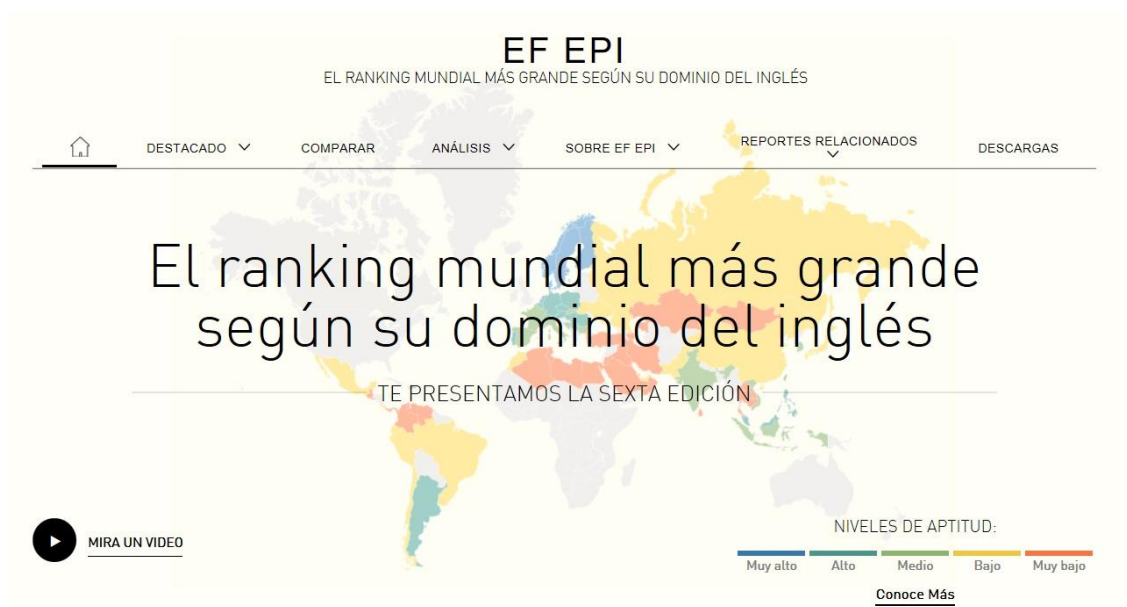 EF EPI
EL RANKING MUNDIAL MÁS GRANDE SEGÚN SU DOMINIO DEL INGLÉS
DESTACADO COMPARAR ANÁLISIS SOBRE EF EPI REPORTES RELACIONADOS DESCARGAS
El ranking mundial más grande
según su dominio del inglés
TE PRESENTAMOS LA SEXTA EDICIÓN
MIRA UN VIDEO
NIVELES DE APTITUD:
Muy alto Alto Medio Bajo Muy bajo
Conoce Más